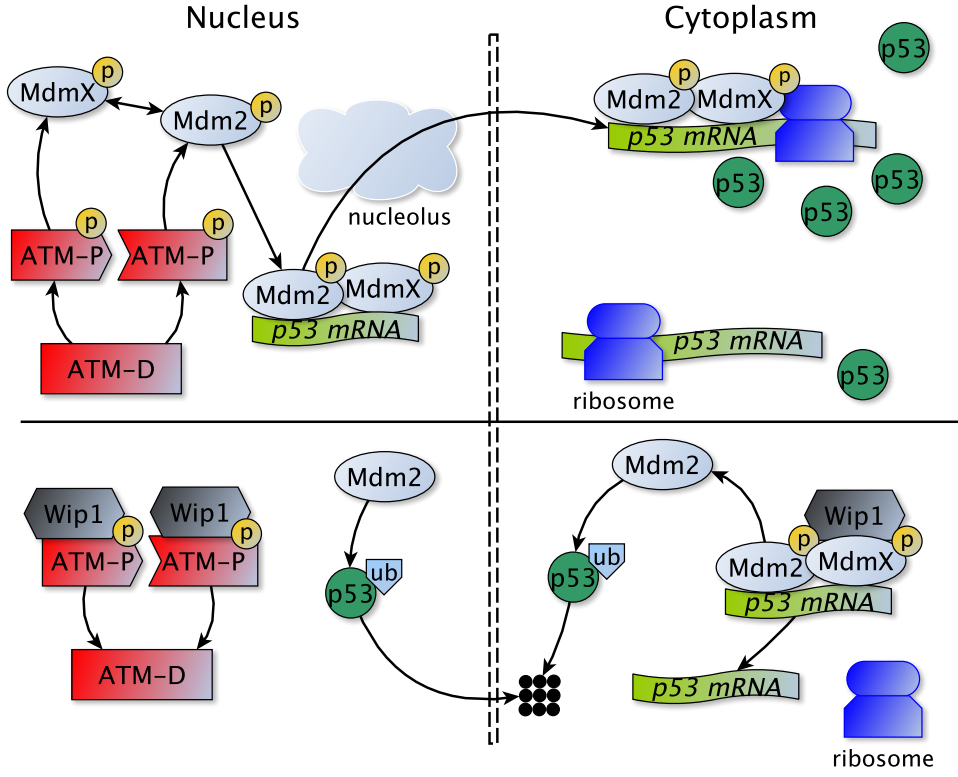 Nucleus
Cytoplasm
p53
p
MdmX
p
Mdm2
p
Mdm2
p
MdmX
p53 mRNA
p53
p53
p53
nucleolus
p
ATM-P
p
ATM-P
p
Mdm2
p
MdmX
p53 mRNA
ATM-D
p53 mRNA
p53
ribosome
Mdm2
Mdm2
Wip1
p
ATM-P
Wip1
p
ATM-P
p53
ub
p53
ub
Wip1
p
Mdm2
p
MdmX
p53 mRNA
ATM-D
p53 mRNA
ribosome